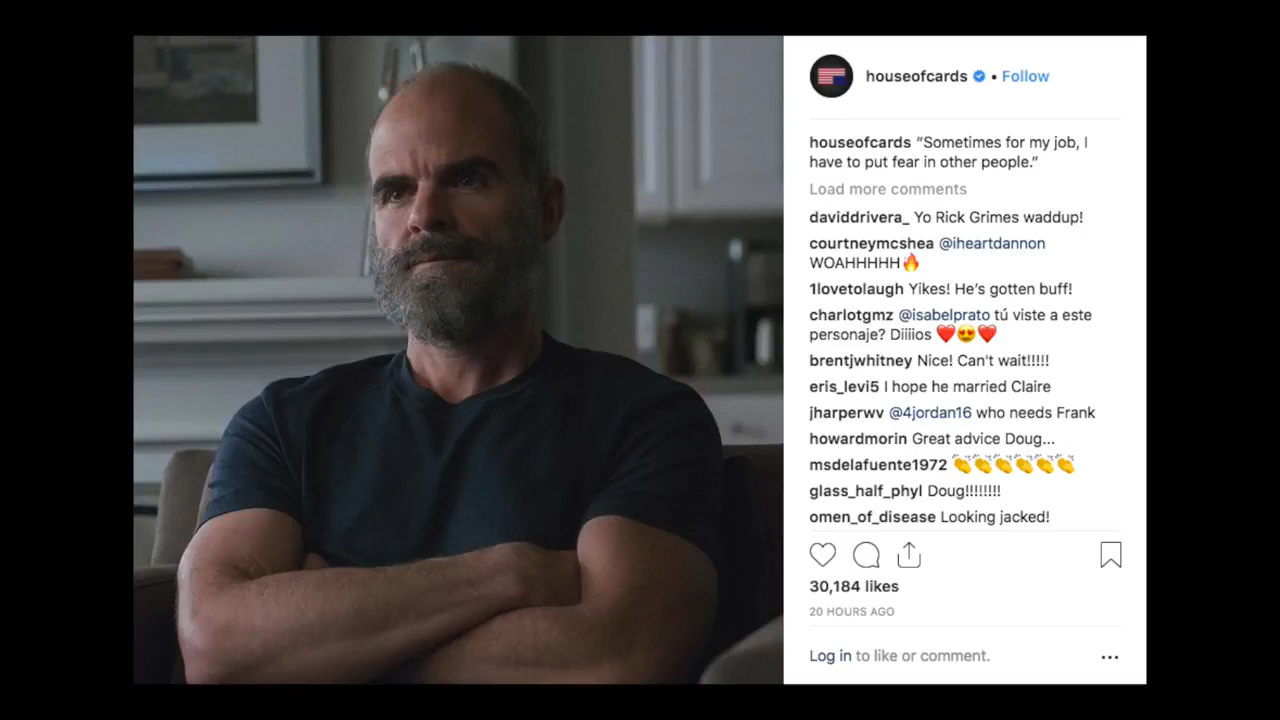 houseofcards • Follow
houseofcards “Sometimes for my job, I
have to put fear in other people.”
Load more comments
daviddrivera_ Yo Rick Grimes waddup!
courtneymcshea @iheartdannon
WOAHHHHH🔥
1lovetolaugh Yikes! He's gotten buff!
charlotgmz @isabelprato tú viste a este
personaje? Diiiios ❤️😍❤️
brentjwhitney Nice! Can't wait!!!!!
eris_levi5 I hope he married Claire
jharperwv @4jordan16 who needs Frank
howardmorin Great advice Doug...
msdelafuente1972 👏👏👏👏👏👏
glass_half_phyl Doug!!!!!!!!
omen_of_disease Looking jacked!
30,184 likes
20 HOURS AGO
Log in to like or comment.